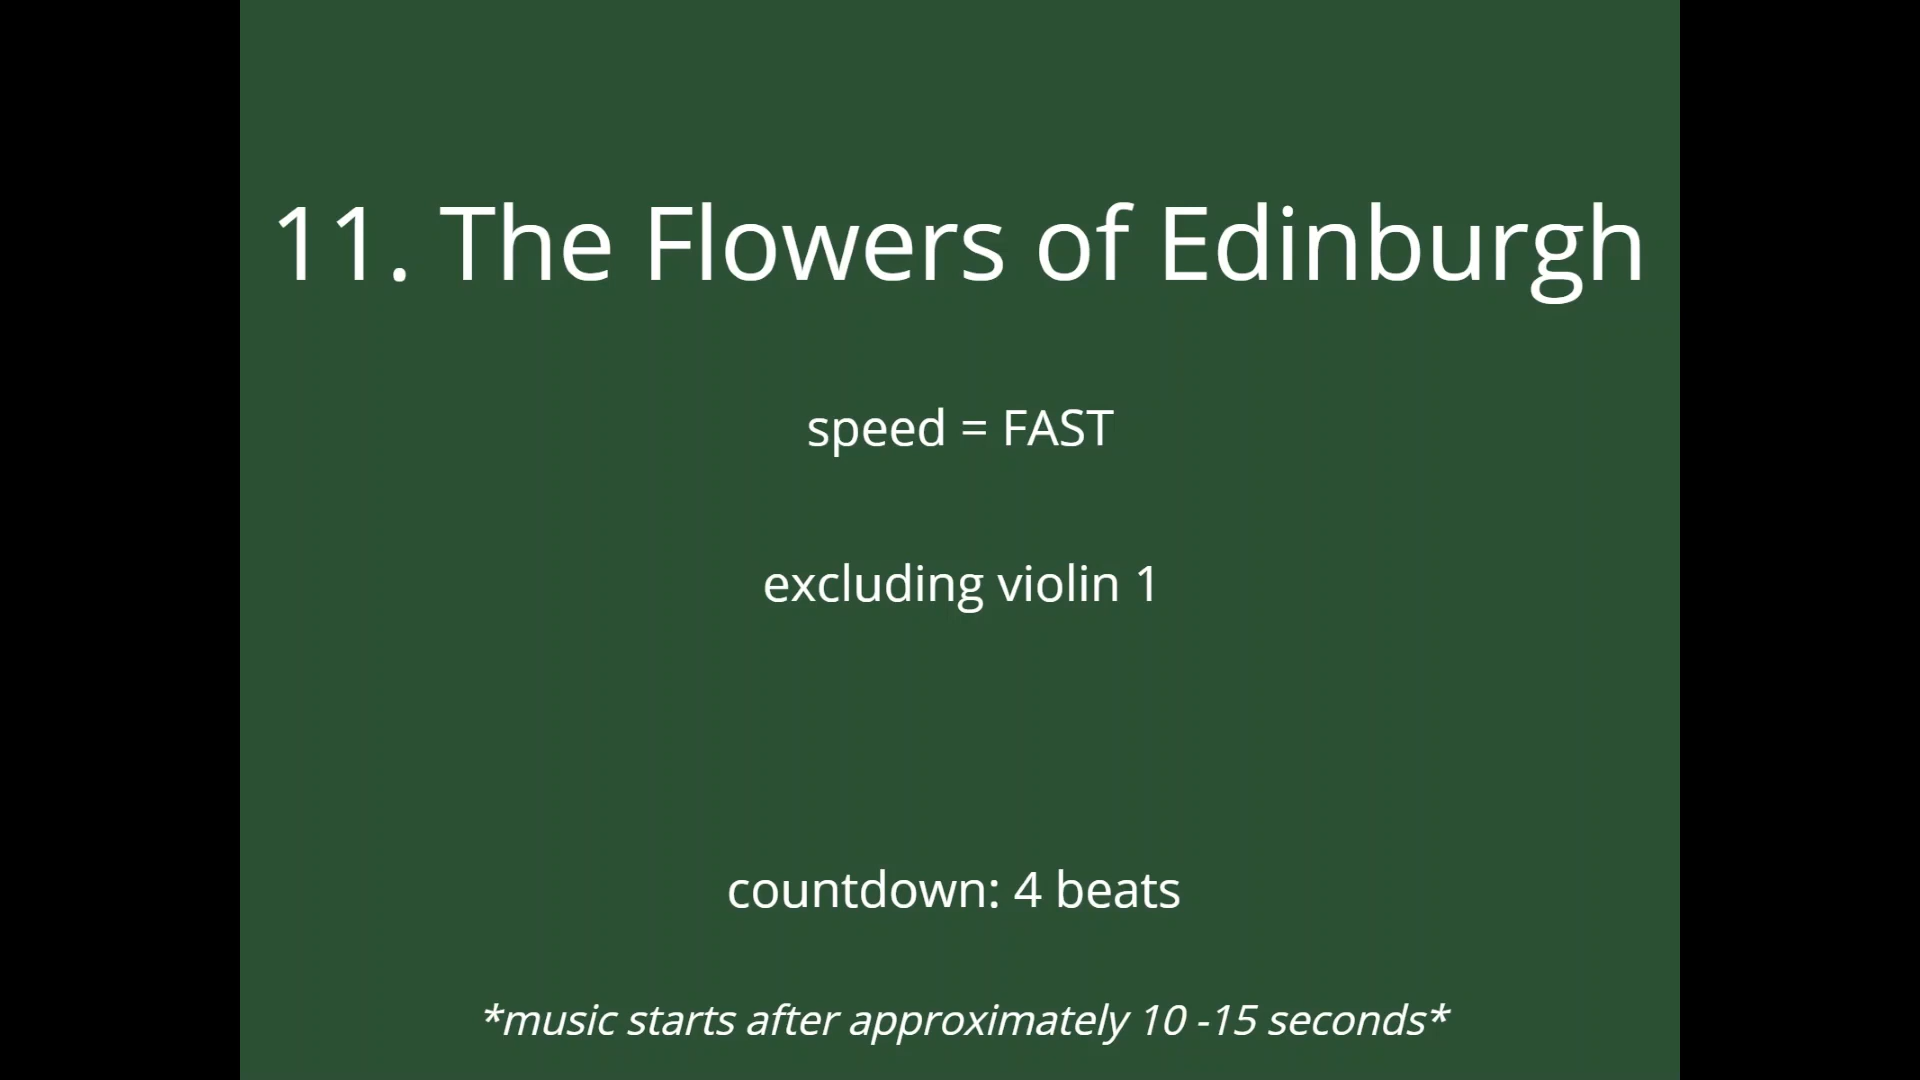 11. The Flowers of Edinburgh
speed = FAST
excluding violin 1
countdown: 4 beats
*music starts after approximately 10 -15 seconds*